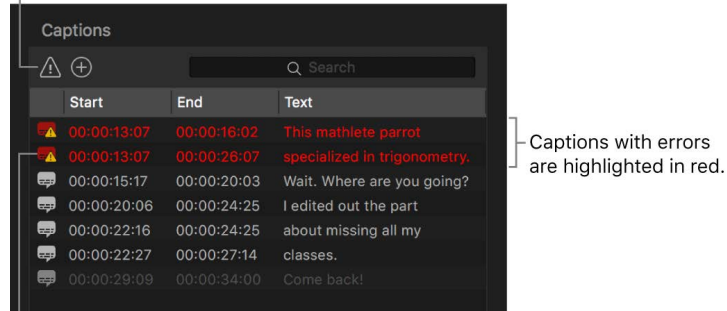 Captions
Search
Start End Text
00:00:13:07 00:00:16:02 This mathlete parrot
00:00:13:07 00:00:26:07 specialized in trigonometry.
00:00:15:17 00:00:20:03 Wait. Where are you going?
00:00:20:06 00:00:24:25 I edited out the part
00:00:22:16 00:00:24:25 about missing all my
00:00:22:27 00:00:27:14 classes.
00:00:29:09 00:00:34:00 Come back!
Captions with errors
are highlighted in red.